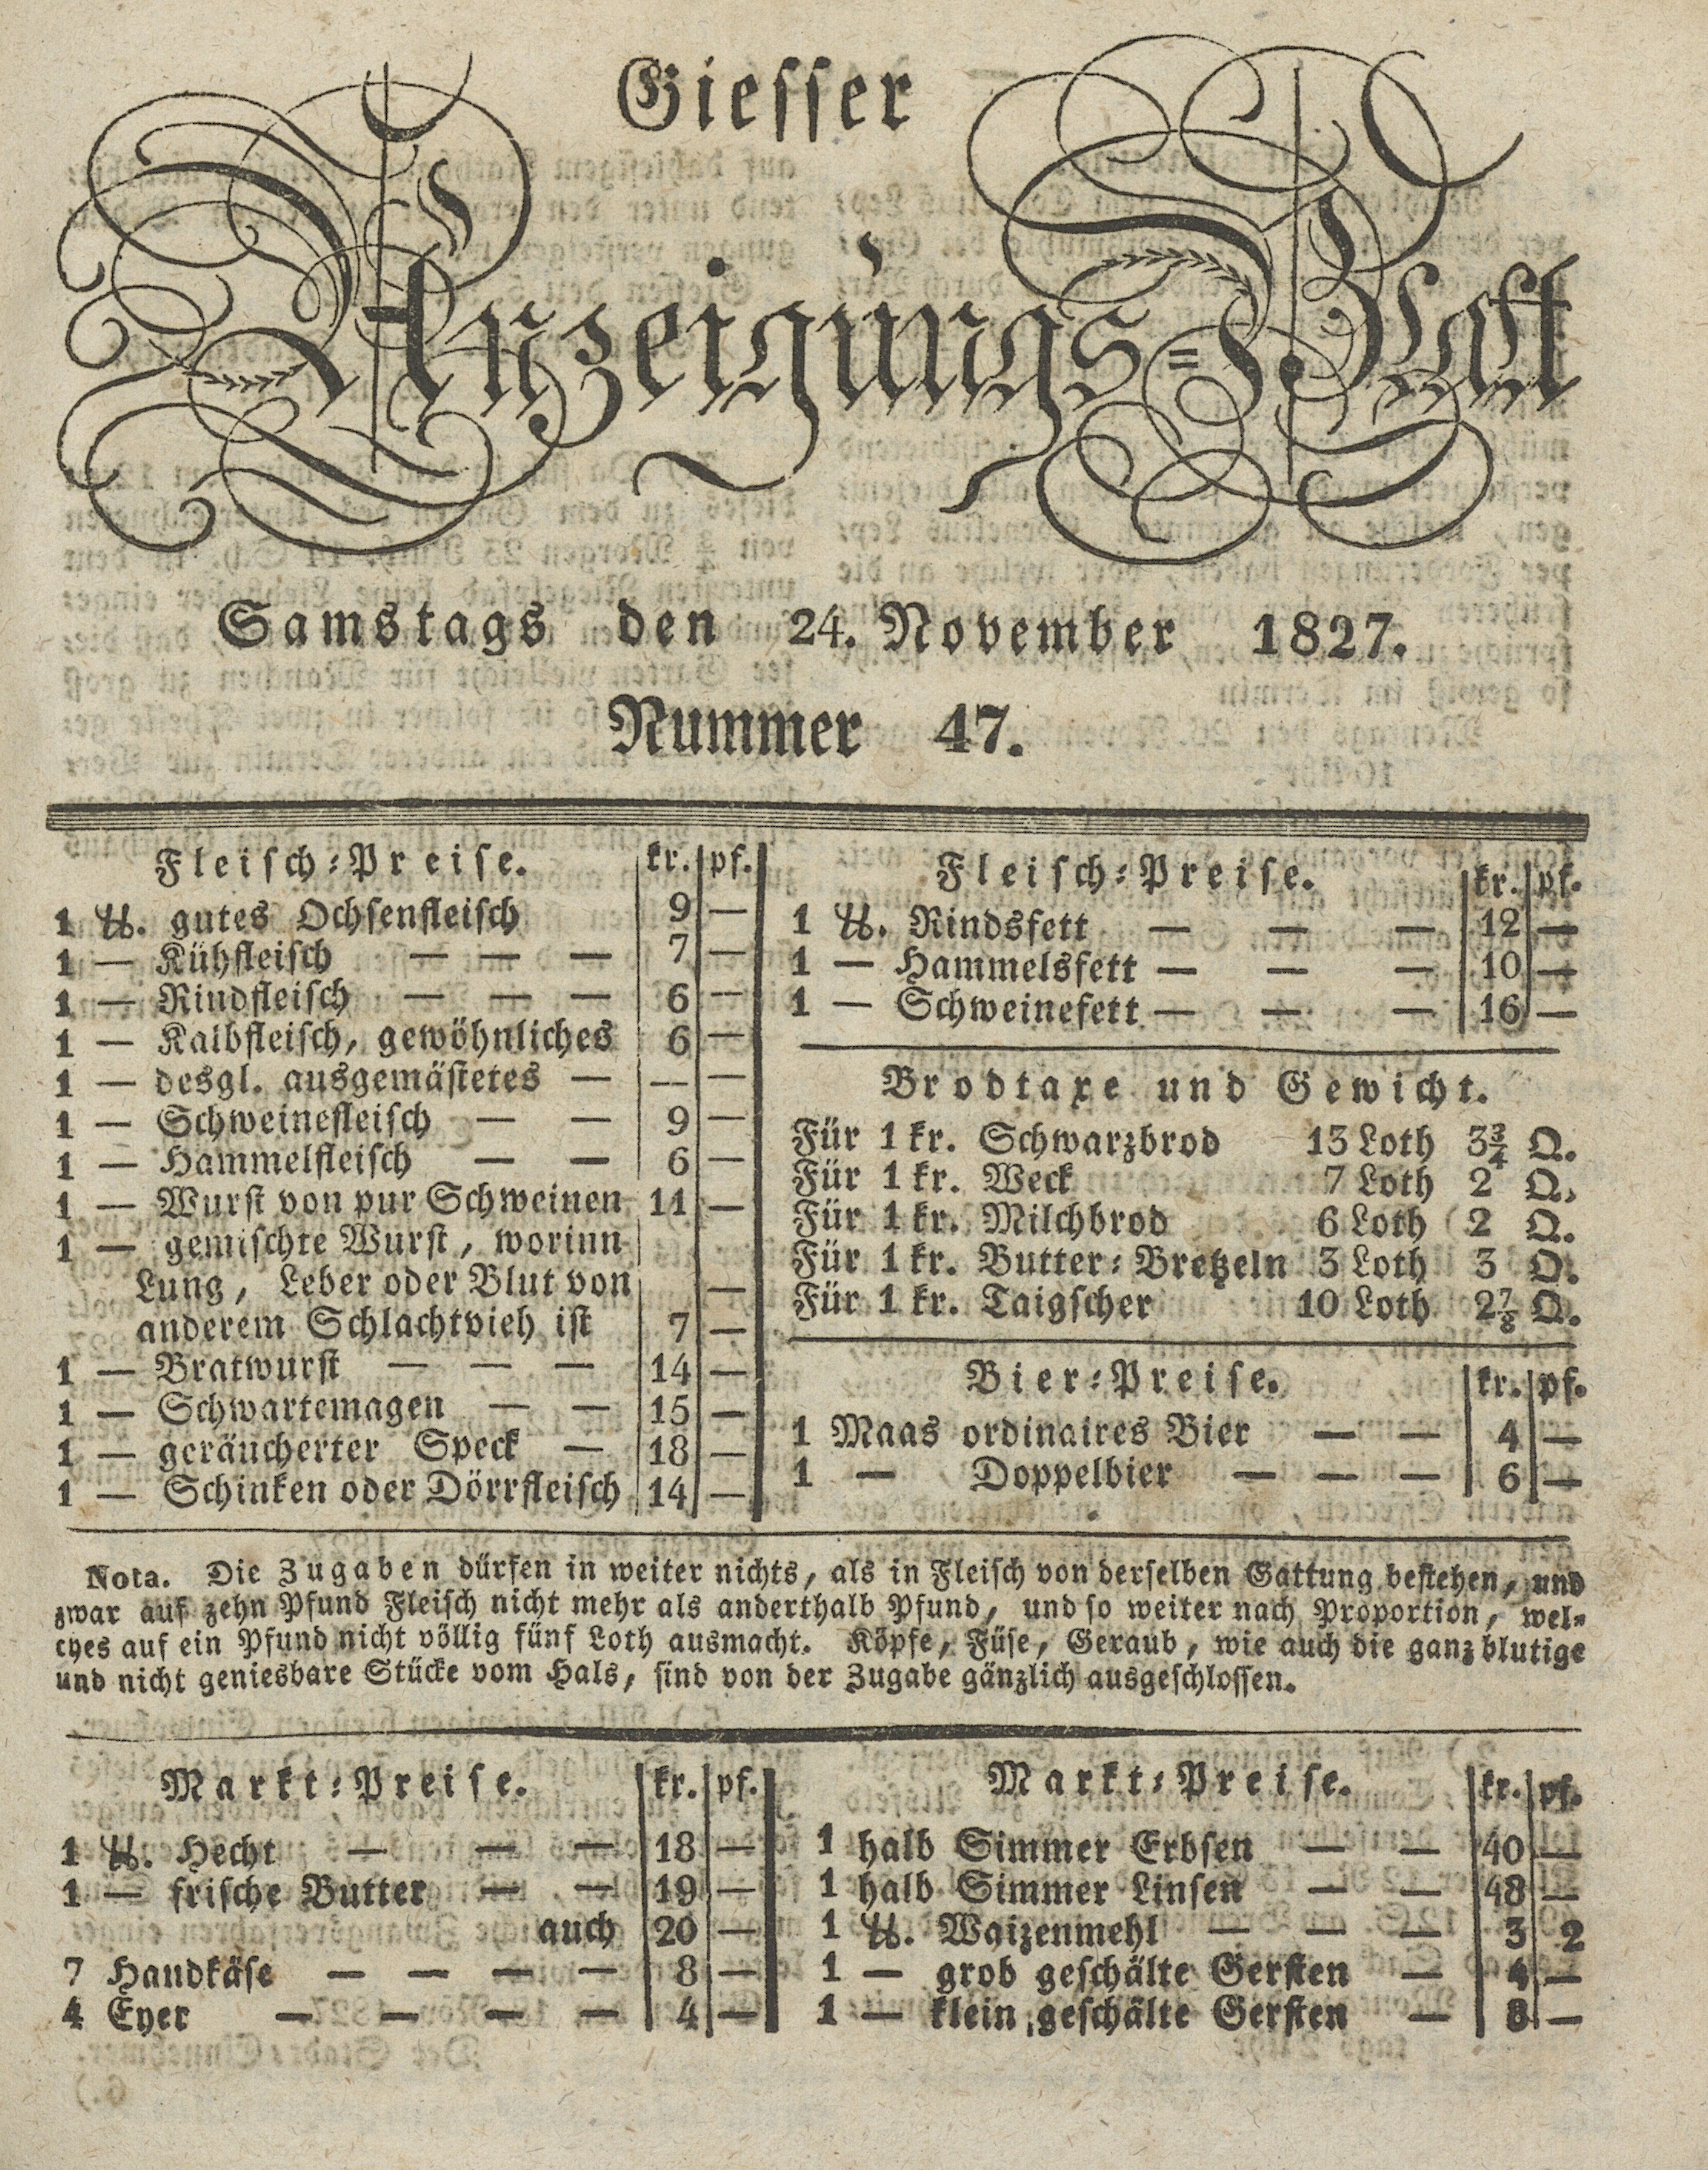 Giesser
Anzeigungs=Blatt
Samstags den 24. November 1827.
Nummer 47.
Fleisch=Preise. kr. pf.
1 ℔. gutes Ochsenfleisch 9 —
1 — Kühfleisch — — — 7 —
1 — Rindfleisch — — — 6 —
1 — Kalbfleisch, gewöhnliches 6 —
1 — desgl. ausgemästetes — — —
1 — Schweinefleisch — — 9 —
1 — Hammelfleisch — — 6 —
1 — Wurst von pur Schweinen 11 —
1 — gemischte Wurst, worinn
Lung, Leber oder Blut von —
anderem Schlachtvieh ist 7 —
1 — Bratwurst — — — 14 —
1 — Schwartemagen — — 15 —
1 — geräucherter Speck — 18 —
1 — Schinken oder Dörrfleisch 14 —
Fleisch=Preise. kr. pf.
1 ℔. Rindsfett — — — 12 —
1 — Hammelsfett — — — 10 —
1 — Schweinefett — — — 16 —
Brodtaxe und Gewicht.
Für 1 kr. Schwarzbrod 13 Loth 3¾ Q.
Für 1 kr. Weck 7 Loth 2 Q.
Für 1 kr. Milchbrod 6 Loth 2 Q.
Für 1 kr. Butter=Bretzeln 3 Loth 3 Q.
Für 1 kr. Taigscher 10 Loth 2⅞ Q.
Bier=Preise. kr. pf.
1 Maas ordinaires Bier — — 4 —
1 — Doppelbier — — — 6 —
Nota. Die Zugaben dürfen in weiter nichts, als in Fleisch von derselben Gattung bestehen, und
zwar auf zehn Pfund Fleisch nicht mehr als anderthalb Pfund, und so weiter nach Proportion, wel=
ches auf ein Pfund nicht völlig fünf Loth ausmacht. Köpfe, Füse, Geraub, wie auch die ganz blutige
und nicht geniesbare Stücke vom Hals, sind von der Zugabe gänzlich ausgeschlossen.
Markt=Preise. kr. pf.
1 ℔. Hecht — — — 18 —
1 — frische Butter — — 19 —
auch 20 —
7 Handkäse — — — — 8 —
4 Eyer — — — — 4 —
Markt=Preise. kr. pf.
1 halb Simmer Erbsen — — 40 —
1 halb Simmer Linsen — — 48 —
1 ℔. Waizenmehl — — — 3 2
1 — grob geschälte Gersten — 4 —
1 — klein geschälte Gersten — 8 —